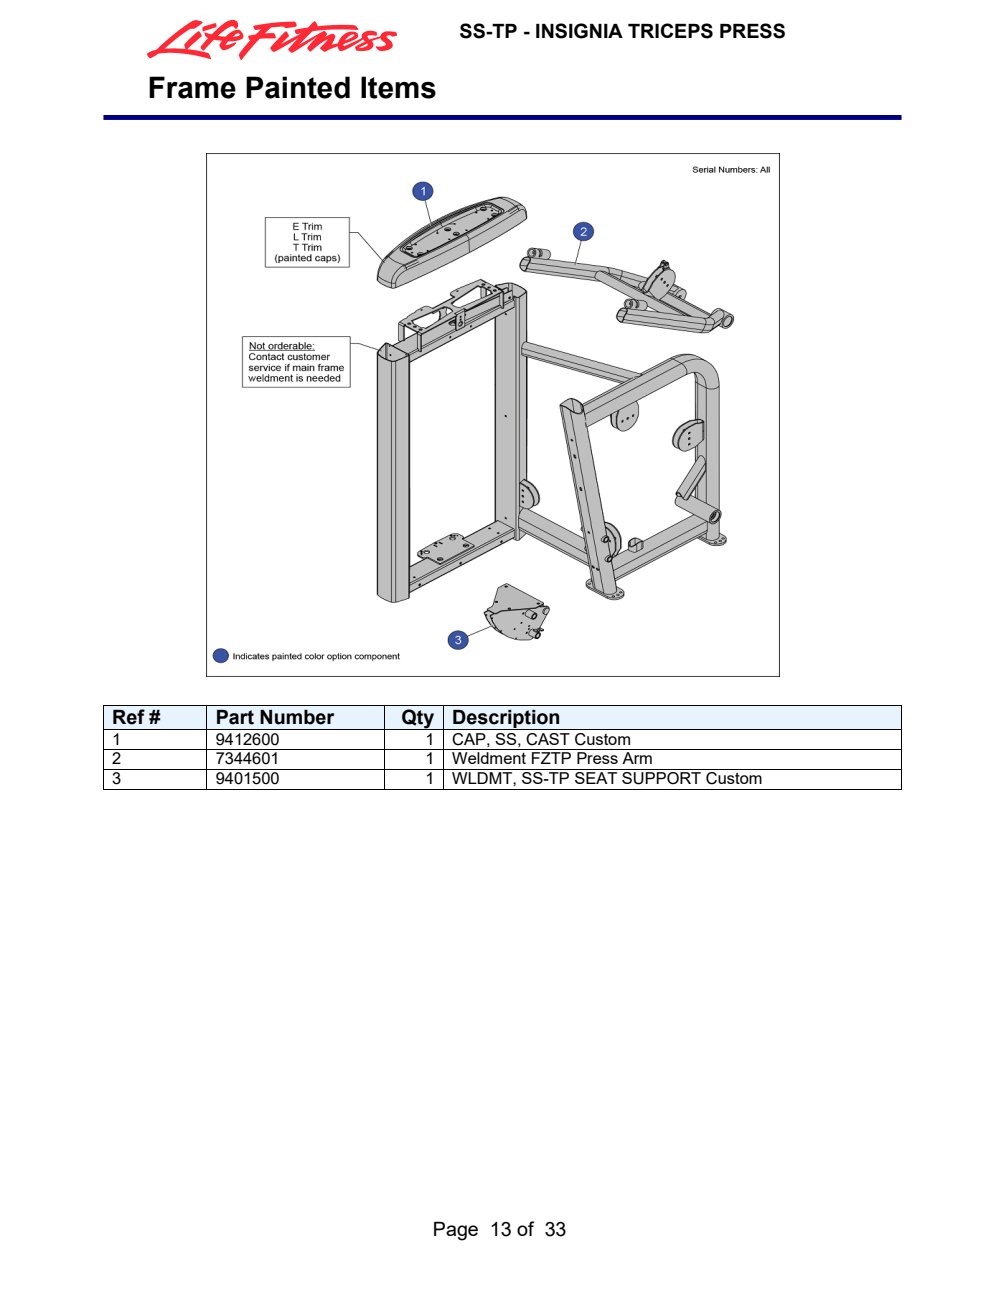 Life Fitness
SS-TP - INSIGNIA TRICEPS PRESS
Frame Painted Items
Serial Numbers: All
1
E Trim
L Trim
T Trim
(painted caps)
2
Not orderable:
Contact customer
service if main frame
weldment is needed
3
Indicates painted color option component
Ref # Part Number Qty Description
1 9412600 1 CAP, SS, CAST Custom
2 7344601 1 Weldment FZTP Press Arm
3 9401500 1 WLDMT, SS-TP SEAT SUPPORT Custom
Page 13 of 33